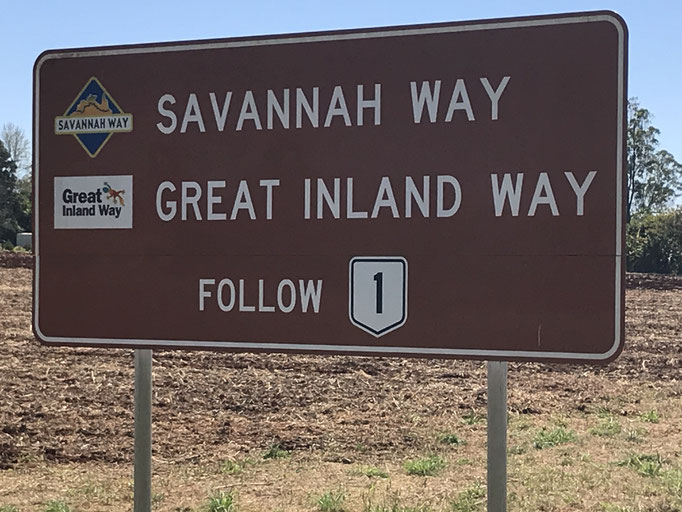 SAVANNAH WAY
SAVANNAH WAY
Great
Inland Way
GREAT INLAND WAY
FOLLOW 1